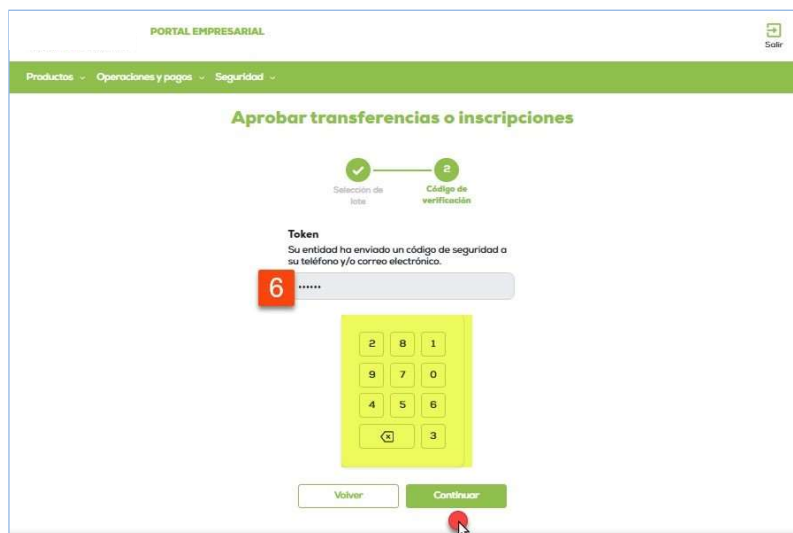 PORTAL EMPRESARIAL
Salir
Productos Operaciones y pagos Seguridad
Aprobar transferencias o inscripciones
2
Selección de
lote
Código de
verificación
Token
Su entidad ha enviado un código de seguridad a
su teléfono y/o correo electrónico.
6 ••••••
2 8 1
9 7 0
4 5 6
3
Volver Continuar